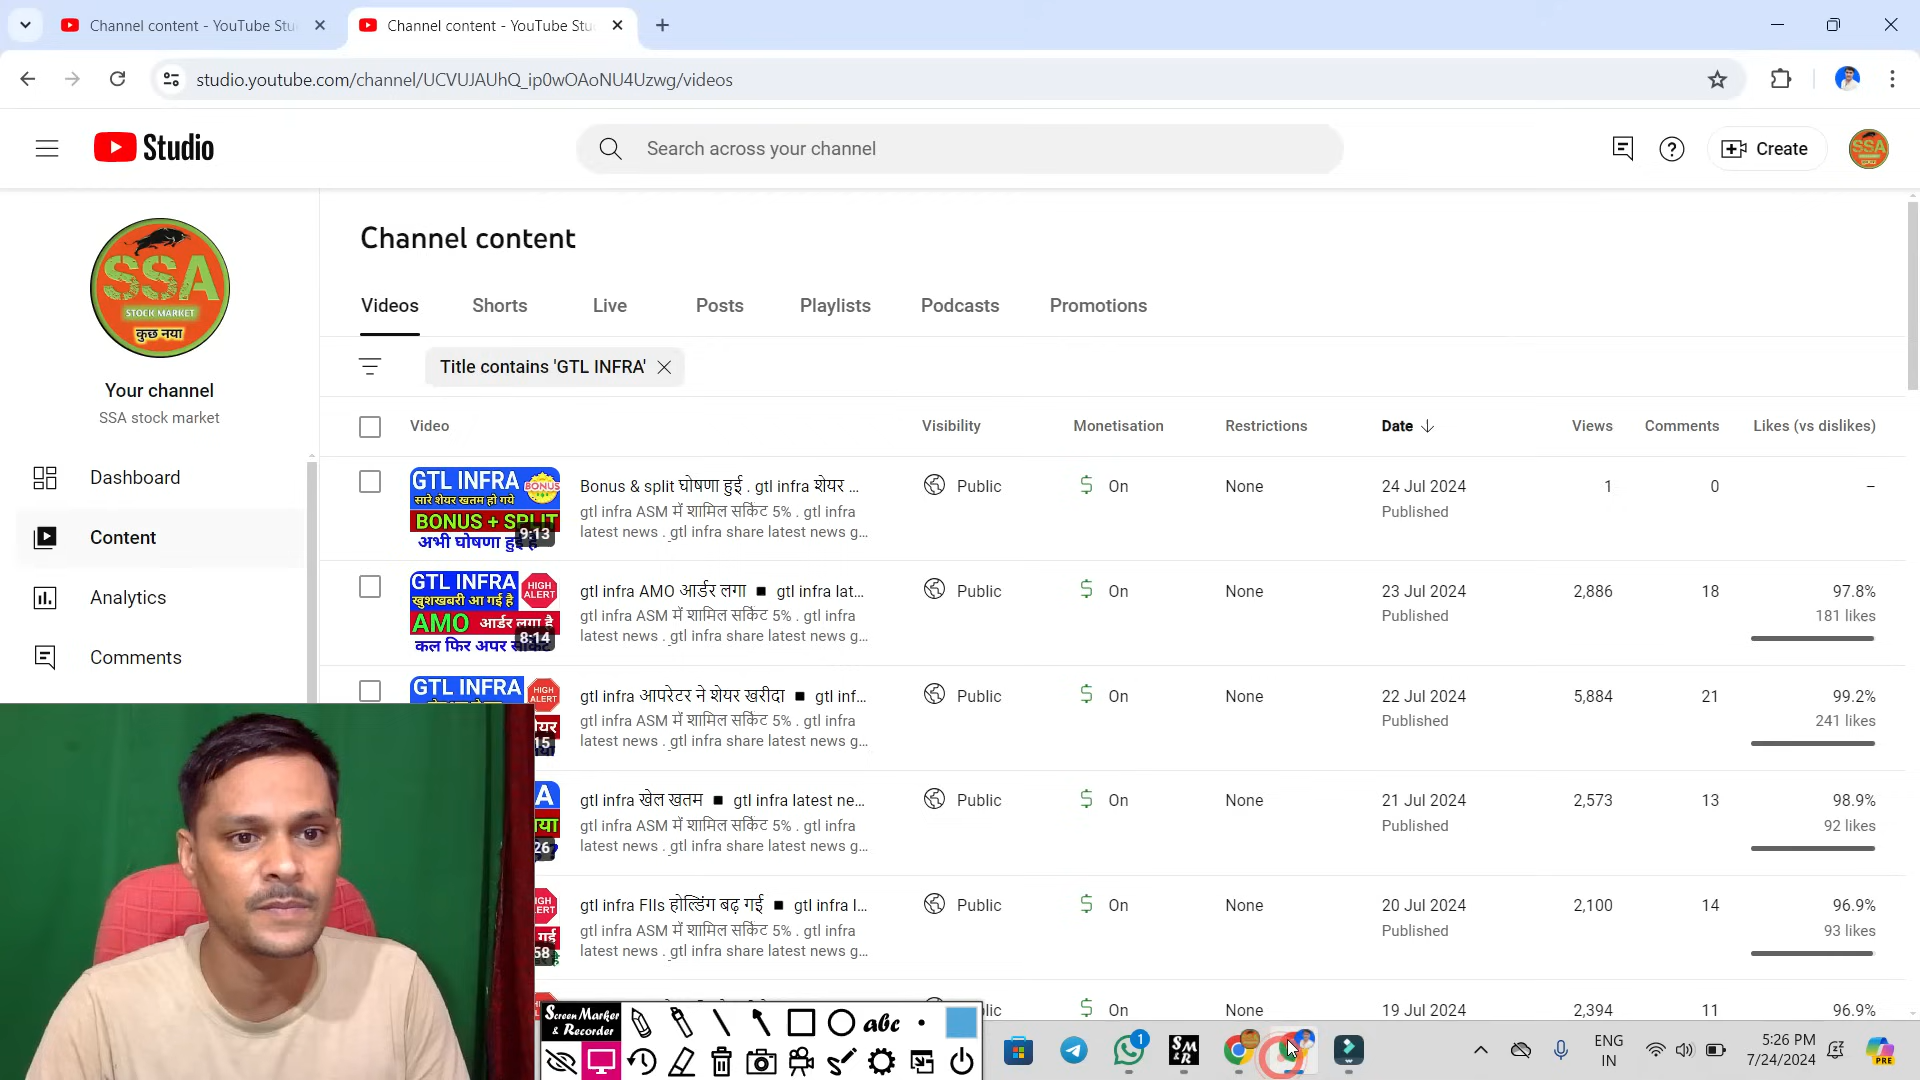 Channel content - YouTube Stu
Channel content - YouTube Stu
studio.youtube.com/channel/UCVUJAUhQ_ip0wOAoNU4Uzwg/videos
Studio
Search across your channel
Create
SSA
SSA
STOCK MARKET
कुछ नया
Your channel
SSA stock market
Dashboard
Content
Analytics
Comments
Channel content
Videos Shorts Live Posts Playlists Podcasts Promotions
Title contains 'GTL INFRA'
Video Visibility Monetisation Restrictions Date Views Comments Likes (vs dislikes)
GTL INFRA
BONUS
सारे शेयर खतम हो गये
BONUS + SPLIT
अभी घोषणा हुई है
9:13
Bonus & split घोषणा हुई . gtl infra शेयर ...
gtl infra ASM में शामिल सर्किट 5% . gtl infra
latest news . gtl infra share latest news g...
Public On None 24 Jul 2024 1 0 –
Published
GTL INFRA
HIGH ALERT
खुशखबरी आ गई है
AMO आर्डर लगा है
कल फिर अपर सर्किट
8:14
gtl infra AMO आर्डर लगा ◾ gtl infra lat...
gtl infra ASM में शामिल सर्किट 5% . gtl infra
latest news . gtl infra share latest news g...
Public On None 23 Jul 2024 2,886 18 97.8%
Published 181 likes
GTL INFRA
HIGH ALERT
15
gtl infra आपरेटर ने शेयर खरीदा ◾ gtl inf...
gtl infra ASM में शामिल सर्किट 5% . gtl infra
latest news . gtl infra share latest news g...
Public On None 22 Jul 2024 5,884 21 99.2%
Published 241 likes
A
26
gtl infra खेल खतम ◾ gtl infra latest ne...
gtl infra ASM में शामिल सर्किट 5% . gtl infra
latest news . gtl infra share latest news g...
Public On None 21 Jul 2024 2,573 13 98.9%
Published 92 likes
58
gtl infra FIIs होल्डिंग बढ़ गई ◾ gtl infra l...
gtl infra ASM में शामिल सर्किट 5% . gtl infra
latest news . gtl infra share latest news g...
Public On None 20 Jul 2024 2,100 14 96.9%
Published 93 likes
On None 19 Jul 2024 2,394 11 96.9%
Screen Marker
& Recorder
abc
1
SM
&R
ENG
IN
5:26 PM
7/24/2024
PRE